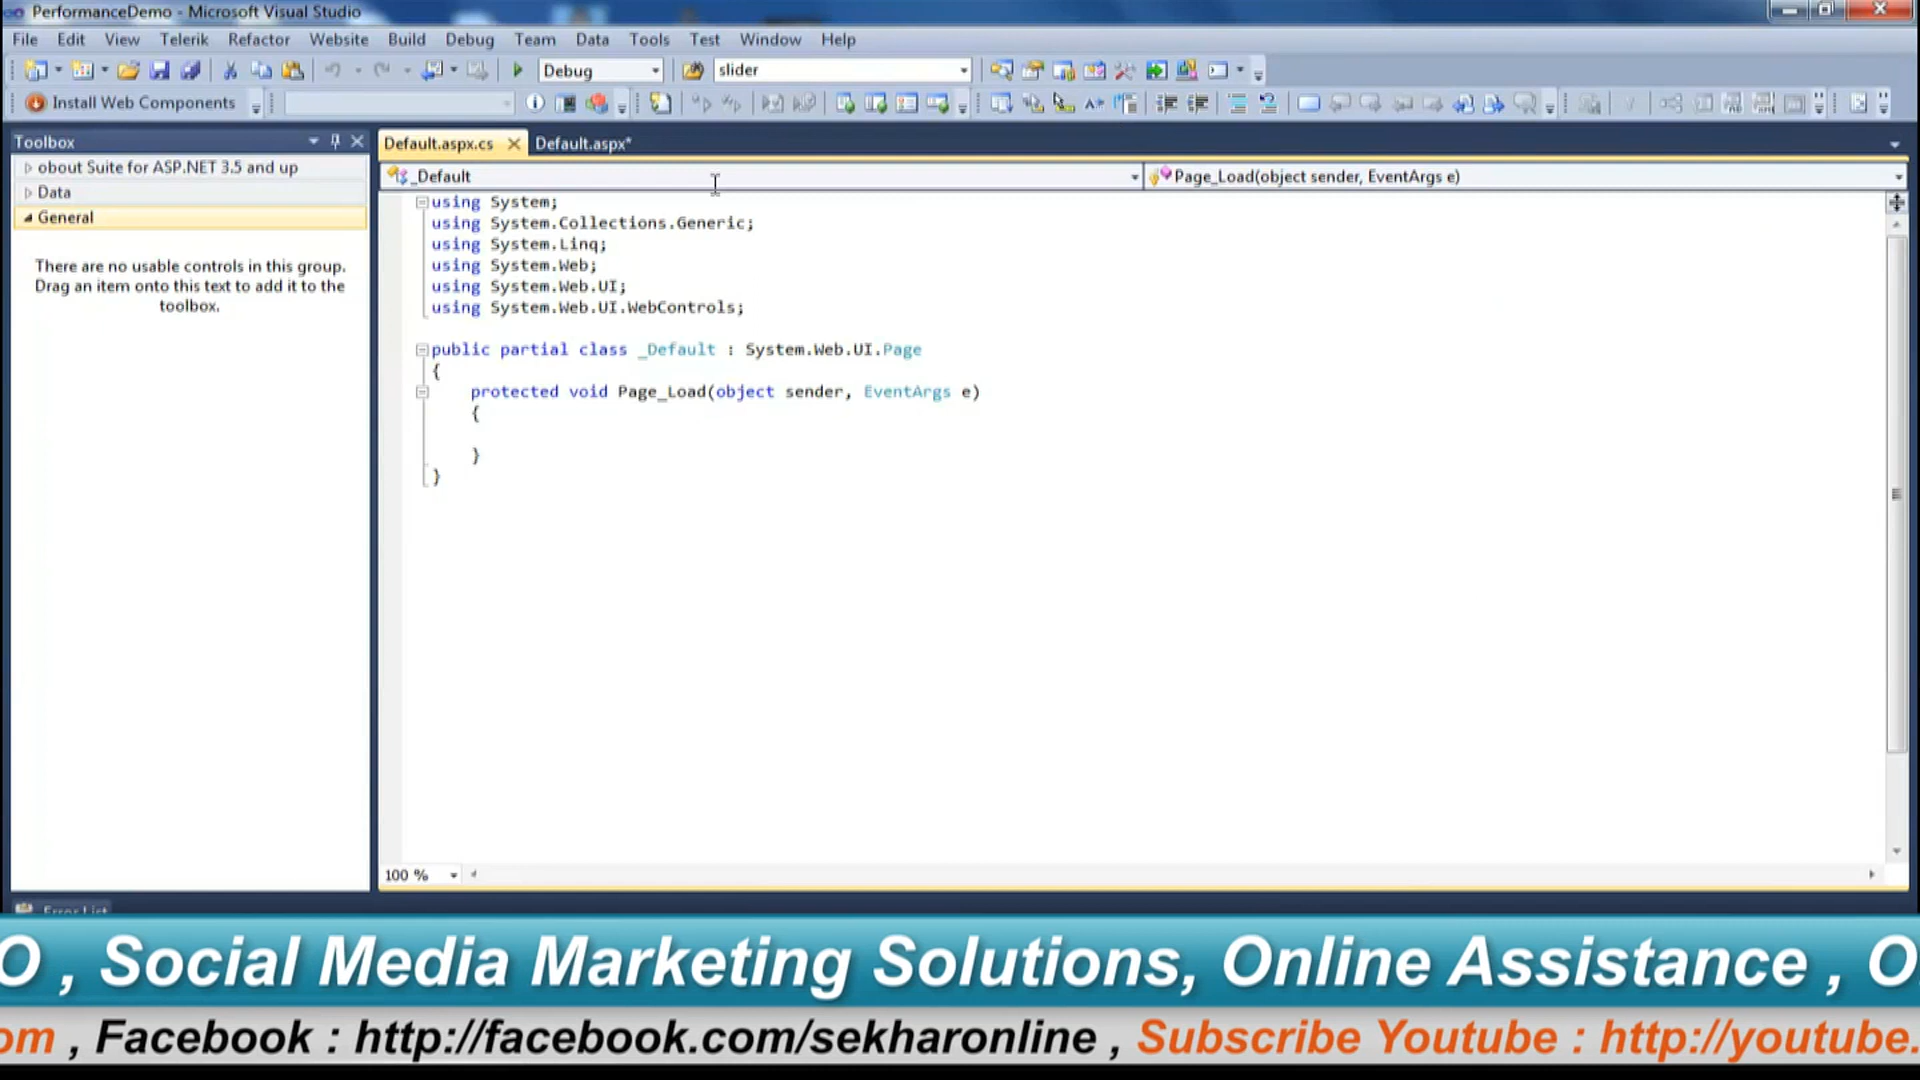 PerformanceDemo - Microsoft Visual Studio
File Edit View Telerik Refactor Website Build Debug Team Data Tools Test Window Help
Debug slider
Install Web Components
Toolbox
Default.aspx.cs Default.aspx*
obout Suite for ASP.NET 3.5 and up
Data
General
There are no usable controls in this group.
Drag an item onto this text to add it to the
toolbox.
_Default Page_Load(object sender, EventArgs e)
using System;
using System.Collections.Generic;
using System.Linq;
using System.Web;
using System.Web.UI;
using System.Web.UI.WebControls;
public partial class _Default : System.Web.UI.Page
{
protected void Page_Load(object sender, EventArgs e)
{
}
}
100 %
Error List
O , Social Media Marketing Solutions, Online Assistance , O
om , Facebook : http://facebook.com/sekharonline , Subscribe Youtube : http://youtube.